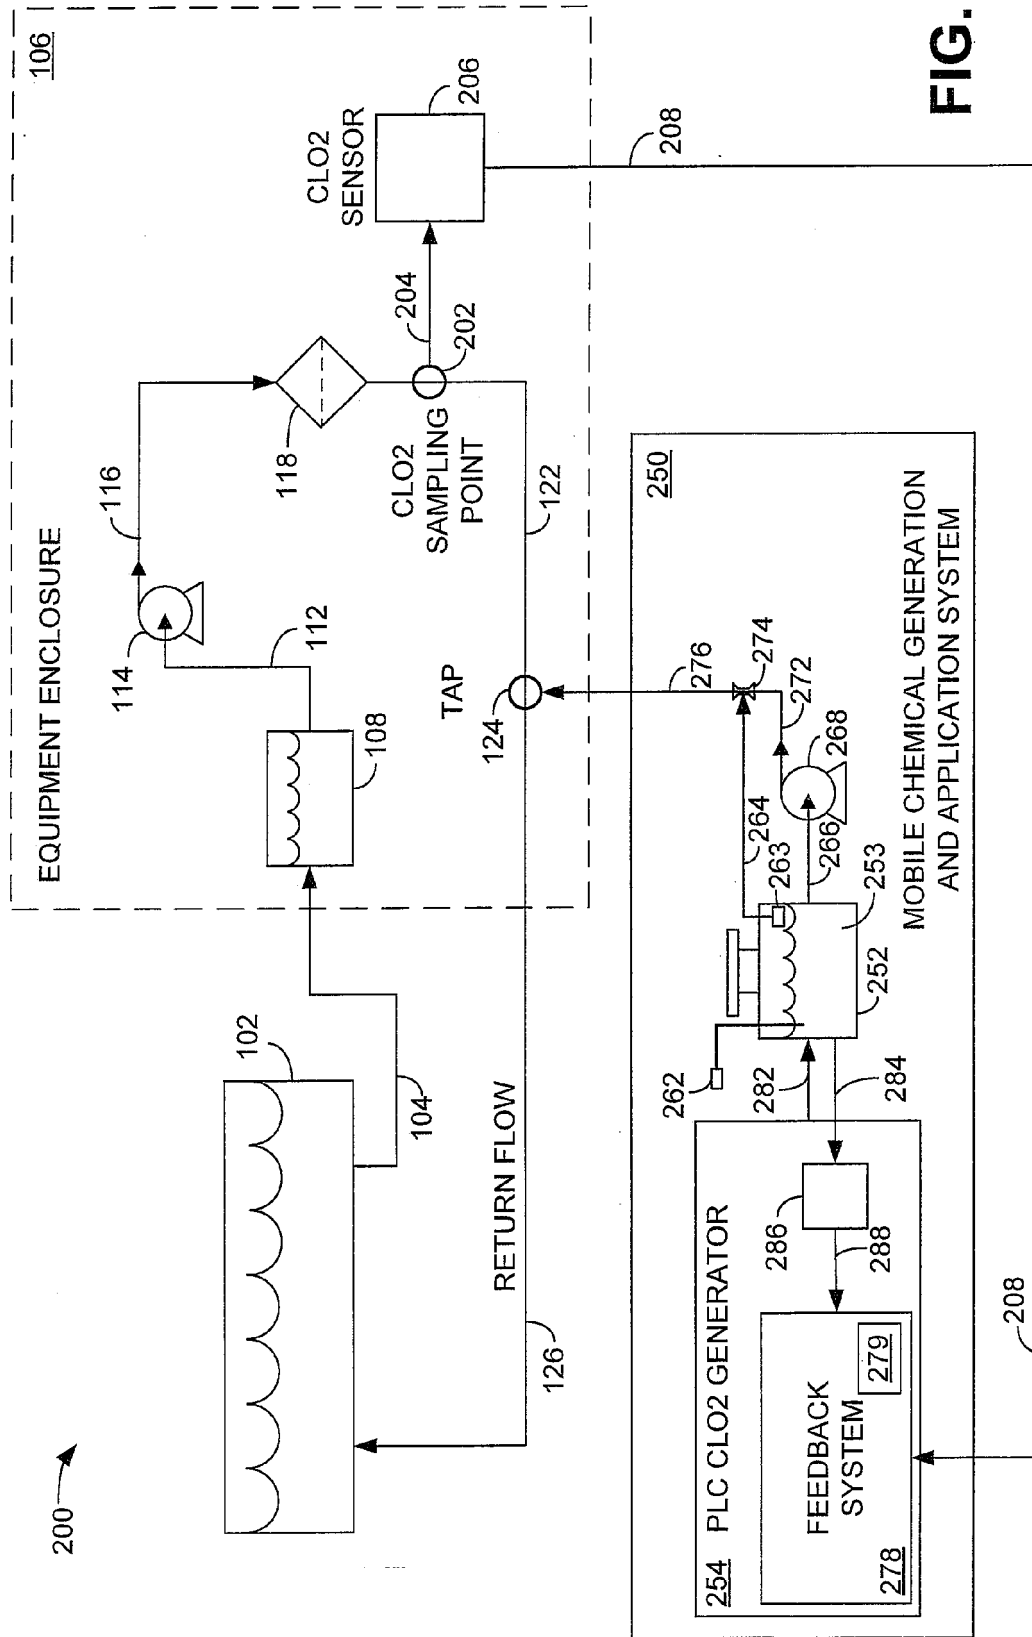 200
102
104
RETURN FLOW
126
EQUIPMENT ENCLOSURE
106
108
112
114
116
118
CLO2
SENSOR
206
204
202
CLO2
SAMPLING
POINT
122
TAP
124
208
250
276
274
272
268
264
263
266
253
252
262
282
284
254 PLC CLO2 GENERATOR
286
288
FEEDBACK
SYSTEM
279
278
MOBILE CHEMICAL GENERATION
AND APPLICATION SYSTEM
208
FIG.